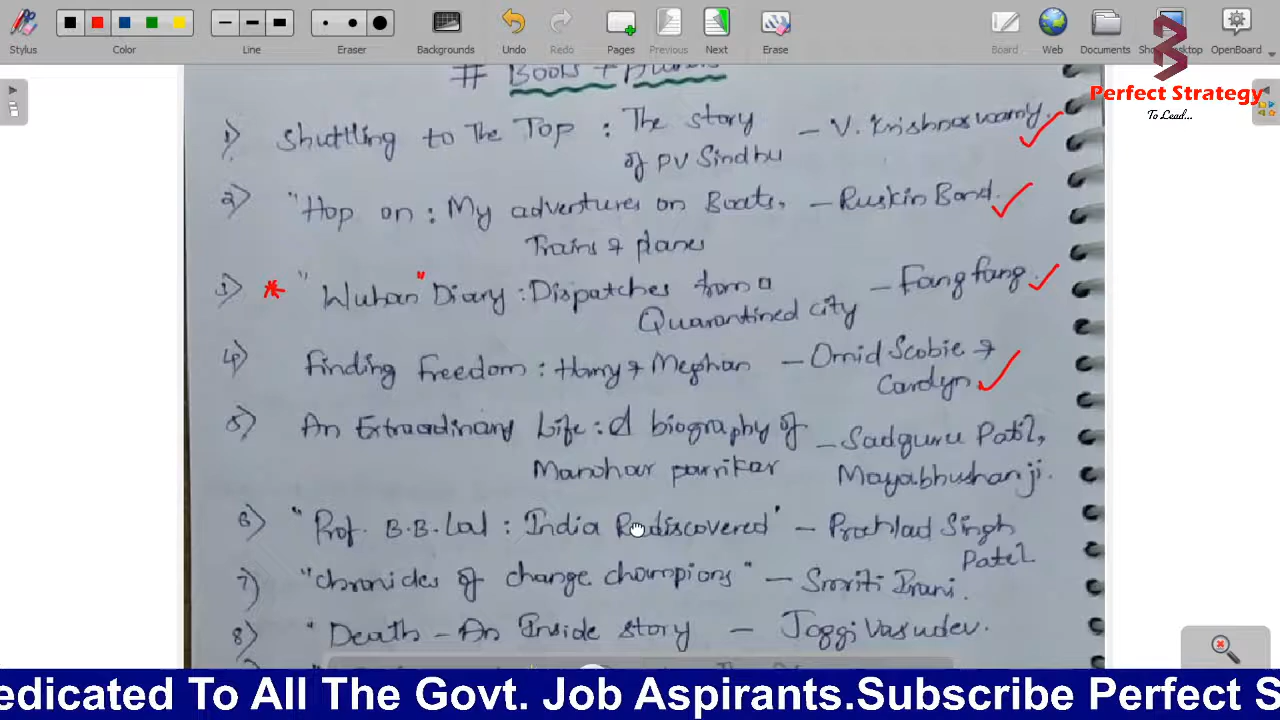 Stylus
Color
Line
Eraser
Backgrounds
Undo
Redo
Pages
Previous
Next
Erase
Board
Web
Documents
Show Desktop
OpenBoard
Perfect Strategy
To Lead...
# Books +
1) Shuttling to The Top : The story - V. Krishnaswamy.
of PV Sindhu
2) "Hop on : My adventures on Boats, - Ruskin Bond.
Trains & planes
3) * "Wuhan" Diary : Dispatches from a - Fang fang.
Quarantined city
4) Finding Freedom : Harry & Meghan - Omid Scobie &
Carolyn
5) An Extraordinary Life : A biography of - Sadguru Patil,
Manohar parrikar Mayabhushanji.
6) "Prof. B.B. Lal : India Rediscovered" - Prahlad Singh
Patel
7) "Chronicles of change champions" - Smriti Irani.
8) "Death - An Inside story - Jaggi Vasudev.
edicated To All The Govt. Job Aspirants.Subscribe Perfect S